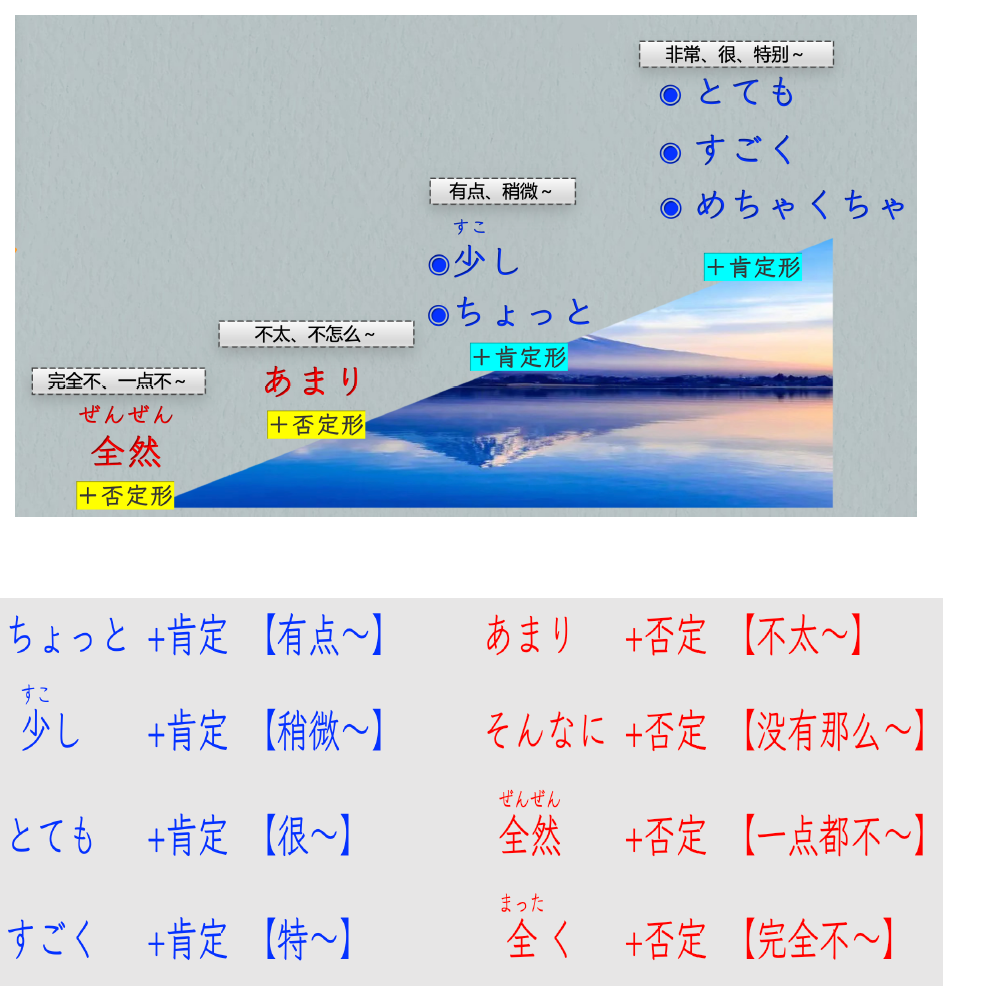 非常、很、特别～
◉ とても
◉ すごく
◉ めちゃくちゃ
＋肯定形
有点、稍微～
すこ
◉少し
◉ちょっと
＋肯定形
不太、不怎么～
あまり
＋否定形
完全不、一点不～
ぜんぜん
全然
＋否定形
ちょっと +肯定 【有点～】
すこ
少し +肯定 【稍微～】
とても +肯定 【很～】
すごく +肯定 【特～】
あまり +否定 【不太～】
そんなに +否定 【没有那么～】
ぜんぜん
全然 +否定 【一点都不～】
まった
全く +否定 【完全不～】